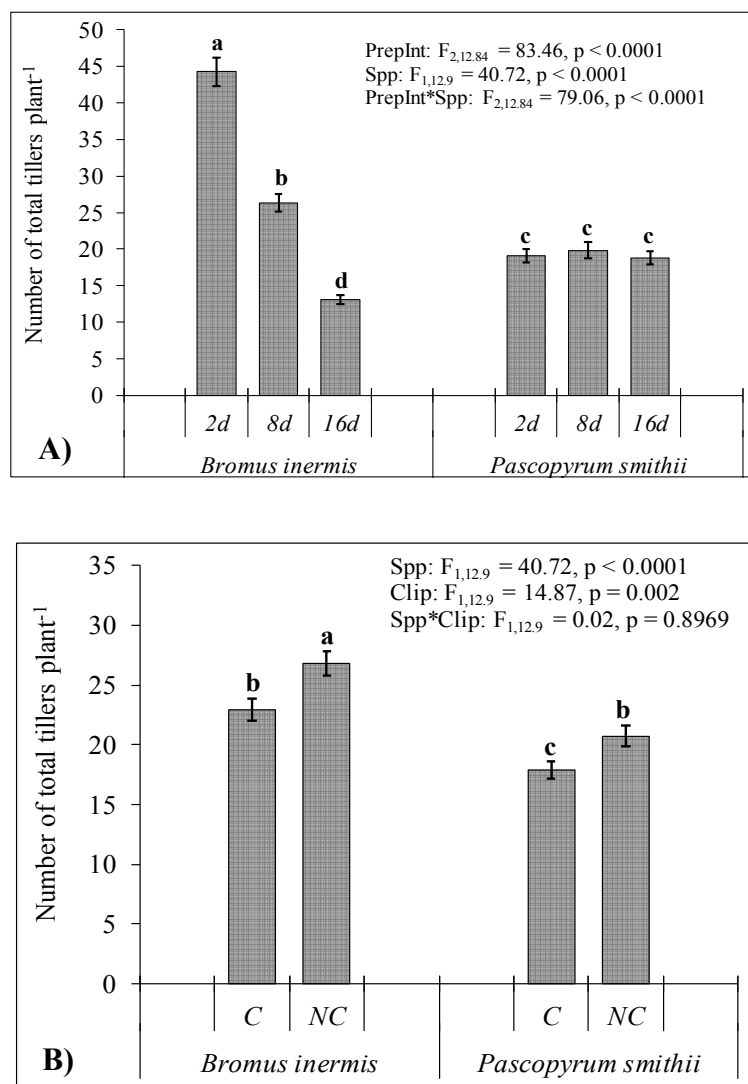 Number of total tillers plant⁻¹
50
45
40
35
30
25
20
15
10
5
0
PrepInt: F₂,₁₂.₈₄ = 83.46, p < 0.0001
Spp: F₁,₁₂.₉ = 40.72, p < 0.0001
PrepInt*Spp: F₂,₁₂.₈₄ = 79.06, p < 0.0001
a
b
d
c
c
c
2d 8d 16d 2d 8d 16d
A)
Bromus inermis Pascopyrum smithii
Number of total tillers plant⁻¹
35
30
25
20
15
10
5
0
Spp: F₁,₁₂.₉ = 40.72, p < 0.0001
Clip: F₁,₁₂.₉ = 14.87, p = 0.002
Spp*Clip: F₁,₁₂.₉ = 0.02, p = 0.8969
b
a
c
b
C NC C NC
B)
Bromus inermis Pascopyrum smithii